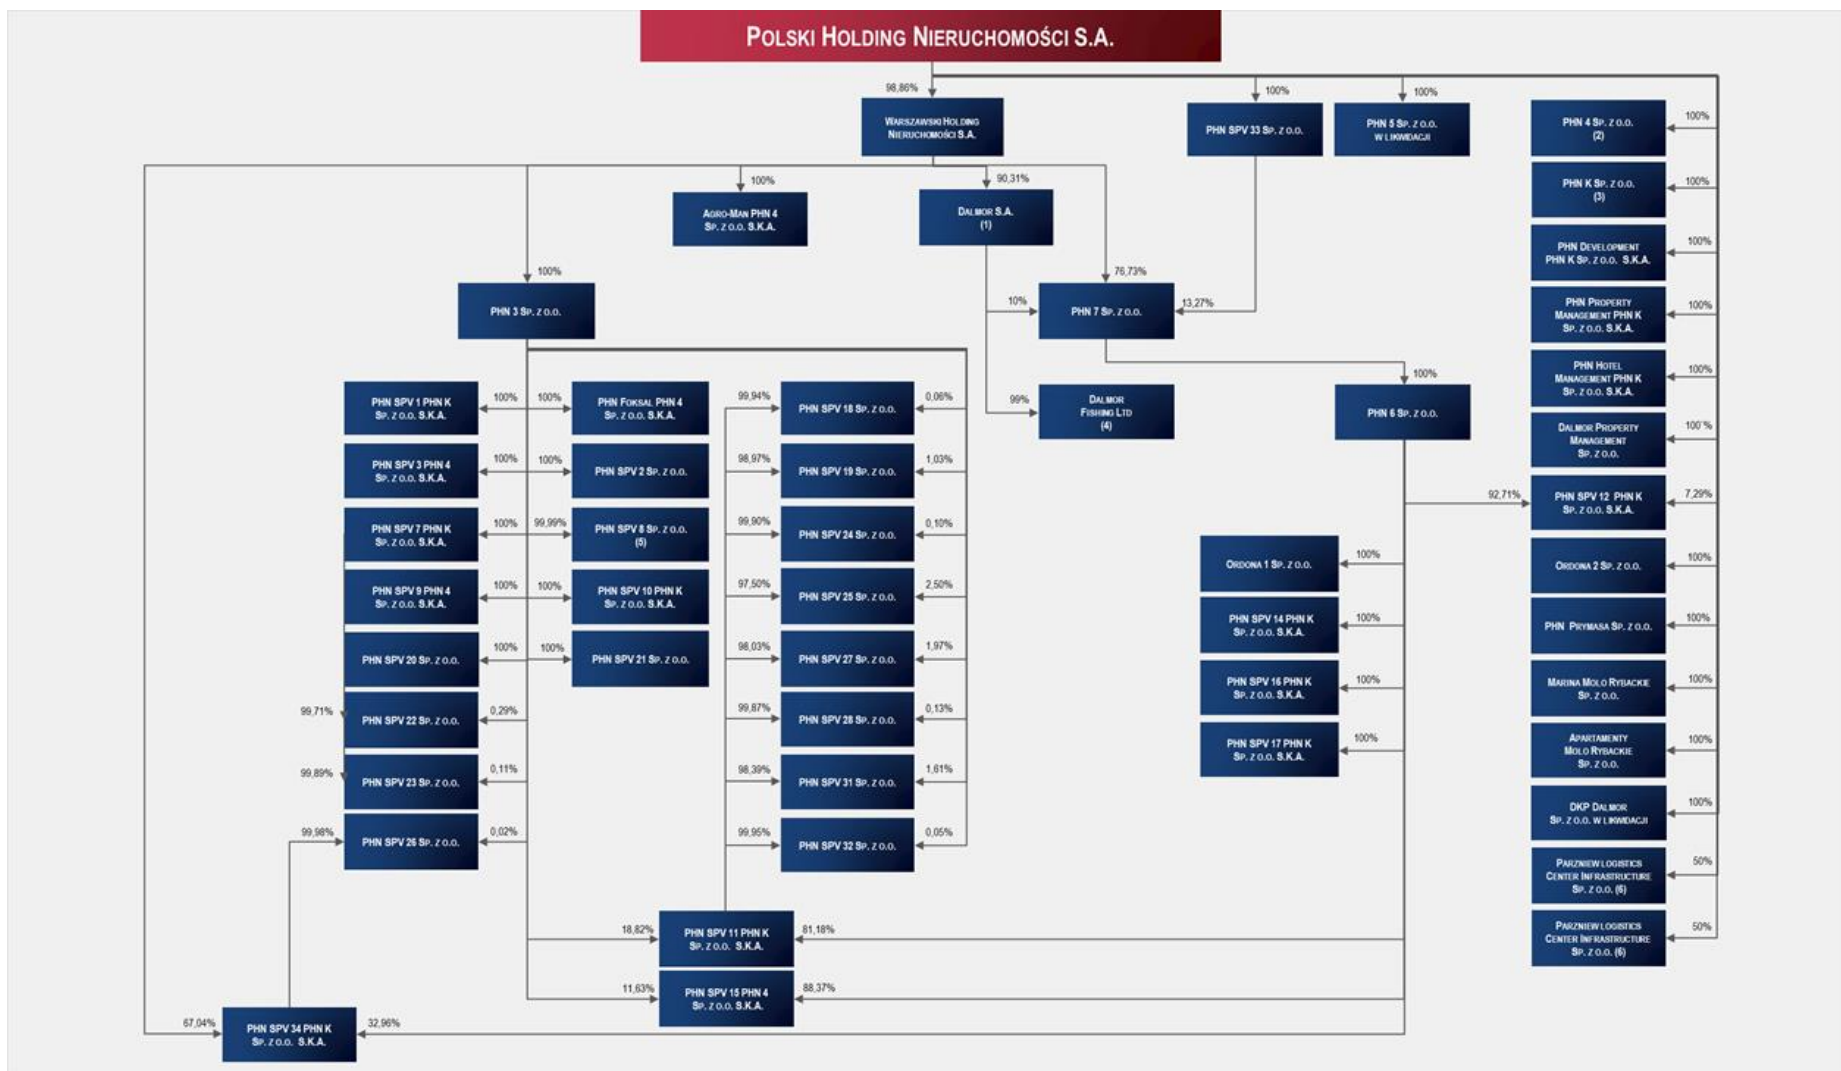 POLSKI HOLDING NIERUCHOMOŚCI S.A.
98,86%
100%
100%
WARSZAWSKI HOLDING
NIERUCHOMOŚCI S.A.
PHN SPV 33 SP. Z O.O.
PHN 5 SP. Z O.O.
W LIKWIDACJI
PHN 4 SP. Z O.O.
(2)
100%
PHN K SP. Z O.O.
(3)
100%
PHN DEVELOPMENT
PHN K SP. Z O.O. S.K.A.
100%
PHN PROPERTY
MANAGEMENT PHN K
SP. Z O.O. S.K.A.
100%
PHN HOTEL
MANAGEMENT PHN K
SP. Z O.O. S.K.A.
100%
DALMOR PROPERTY
MANAGEMENT
SP. Z O.O.
100%
92,71%
PHN SPV 12 PHN K
SP. Z O.O. S.K.A.
7,29%
ORDONA 2 SP. Z O.O.
100%
PHN PRYMASA SP. Z O.O.
100%
MARINA MOLO RYBACKIE
SP. Z O.O.
100%
APARTAMENTY
MOLO RYBACKIE
SP. Z O.O.
100%
DKP DALMOR
SP. Z O.O. W LIKWIDACJI
100%
PARZNIEW LOGISTICS
CENTER INFRASTRUCTURE
SP. Z O.O. (6)
50%
PARZNIEW LOGISTICS
CENTER INFRASTRUCTURE
SP. Z O.O. (6)
50%
100%
AGRO-MAN PHN 4
SP. Z O.O. S.K.A.
90,31%
DALMOR S.A.
(1)
100%
PHN 3 SP. Z O.O.
76,73%
10%
PHN 7 SP. Z O.O.
13,27%
99%
DALMOR
FISHING LTD
(4)
100%
PHN 6 SP. Z O.O.
PHN SPV 1 PHN K
SP. Z O.O. S.K.A.
100%
100%
PHN FOKSAL PHN 4
SP. Z O.O. S.K.A.
99,94%
PHN SPV 18 SP. Z O.O.
0,06%
PHN SPV 3 PHN 4
SP. Z O.O. S.K.A.
100%
100%
PHN SPV 2 SP. Z O.O.
98,97%
PHN SPV 19 SP. Z O.O.
1,03%
PHN SPV 7 PHN K
SP. Z O.O. S.K.A.
100%
99,99%
PHN SPV 8 SP. Z O.O.
(5)
99,90%
PHN SPV 24 SP. Z O.O.
0,10%
PHN SPV 9 PHN 4
SP. Z O.O. S.K.A.
100%
100%
PHN SPV 10 PHN K
SP. Z O.O. S.K.A.
97,50%
PHN SPV 25 SP. Z O.O.
2,50%
PHN SPV 20 SP. Z O.O.
100%
100%
PHN SPV 21 SP. Z O.O.
98,03%
PHN SPV 27 SP. Z O.O.
1,97%
99,71%
PHN SPV 22 SP. Z O.O.
0,29%
99,87%
PHN SPV 28 SP. Z O.O.
0,13%
99,89%
PHN SPV 23 SP. Z O.O.
0,11%
98,39%
PHN SPV 31 SP. Z O.O.
1,61%
99,98%
PHN SPV 26 SP. Z O.O.
0,02%
99,95%
PHN SPV 32 SP. Z O.O.
0,05%
ORDONA 1 SP. Z O.O.
100%
PHN SPV 14 PHN K
SP. Z O.O. S.K.A.
100%
PHN SPV 16 PHN K
SP. Z O.O. S.K.A.
100%
PHN SPV 17 PHN K
SP. Z O.O. S.K.A.
100%
18,82%
PHN SPV 11 PHN K
SP. Z O.O. S.K.A.
81,18%
11,63%
PHN SPV 15 PHN 4
SP. Z O.O. S.K.A.
88,37%
67,04%
PHN SPV 34 PHN K
SP. Z O.O. S.K.A.
32,96%